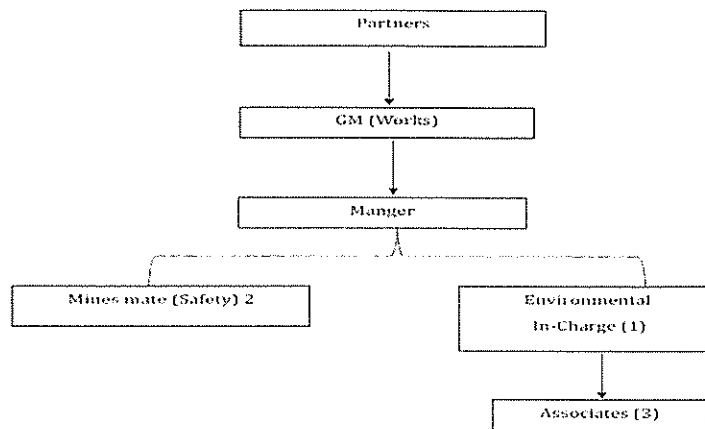 Partners
GM (Works)
Manger
Mines mate (Safety) 2
Environmental
In-Charge (1)
Associates (3)